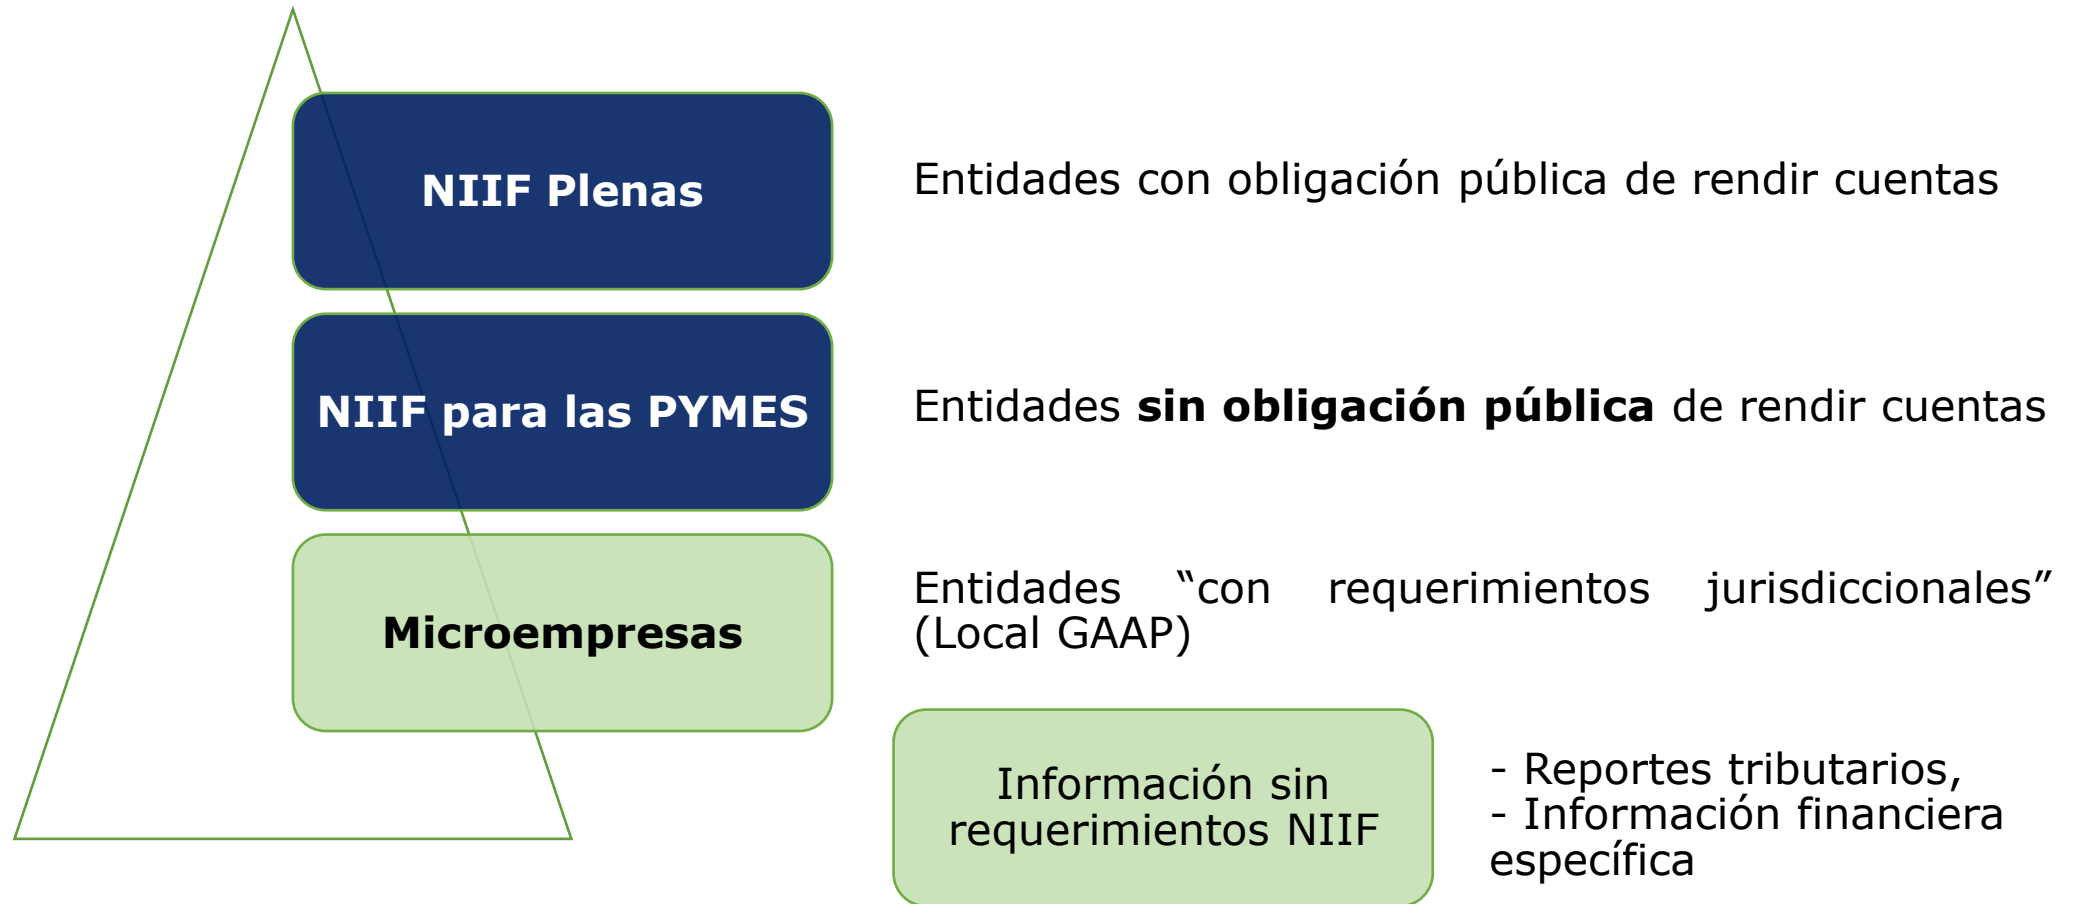 NIIF Plenas
Entidades con obligación pública de rendir cuentas
NIIF para las PYMES
Entidades sin obligación pública de rendir cuentas
Microempresas
Entidades “con requerimientos jurisdiccionales”
(Local GAAP)
Información sin
requerimientos NIIF
- Reportes tributarios,
- Información financiera
específica